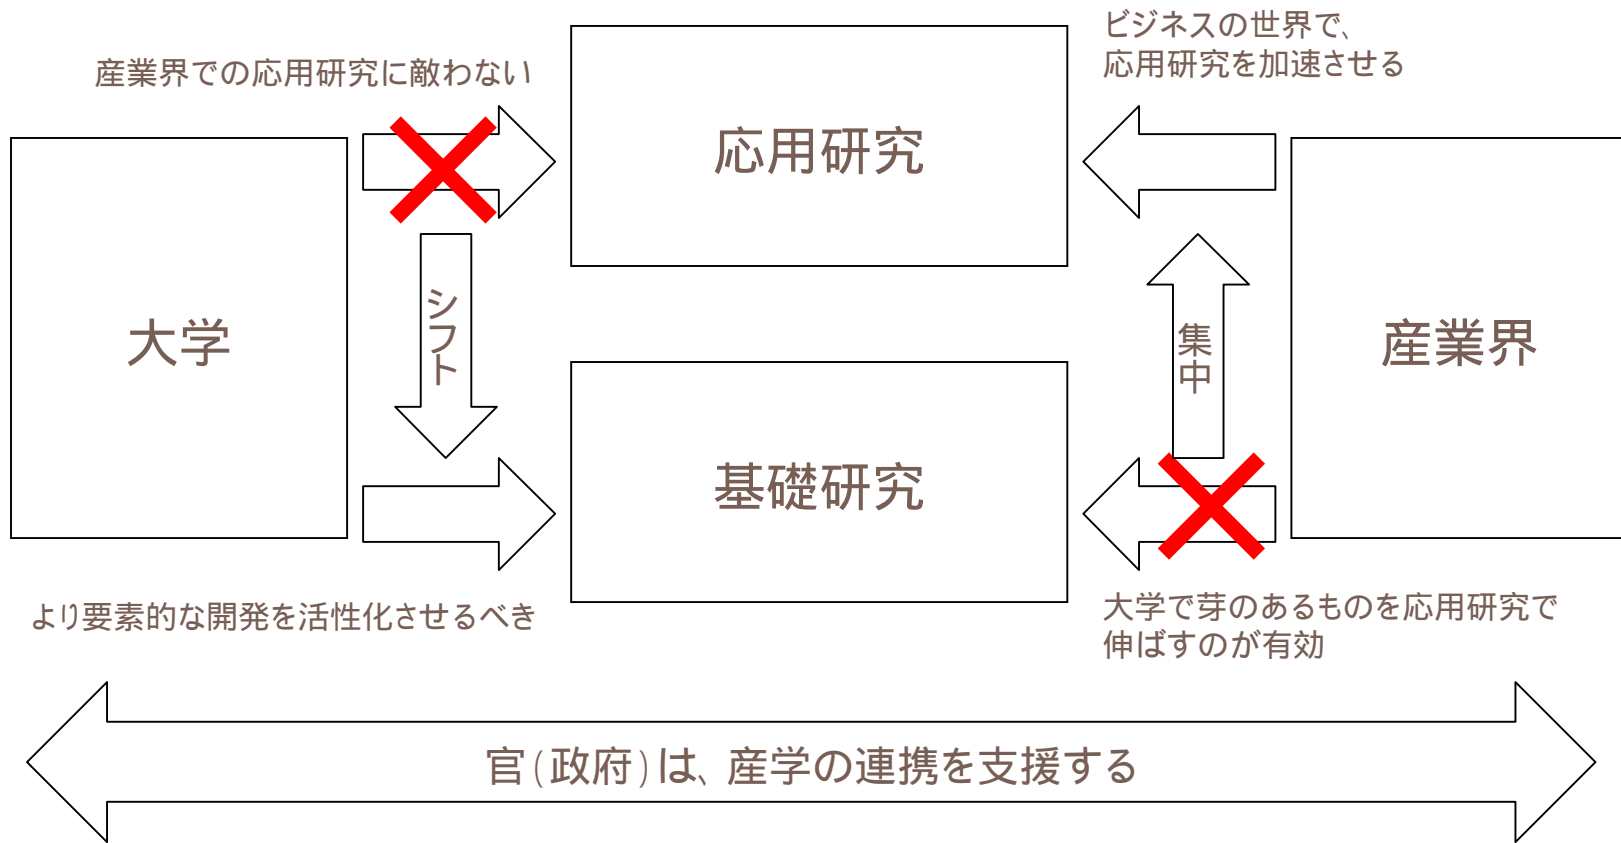 ビジネスの世界で、
応用研究を加速させる
産業界での応用研究に敵わない
応用研究
大学
シフト
集中
産業界
基礎研究
より要素的な開発を活性化させるべき
大学で芽のあるものを応用研究で
伸ばすのが有効
官(政府)は、産学の連携を支援する